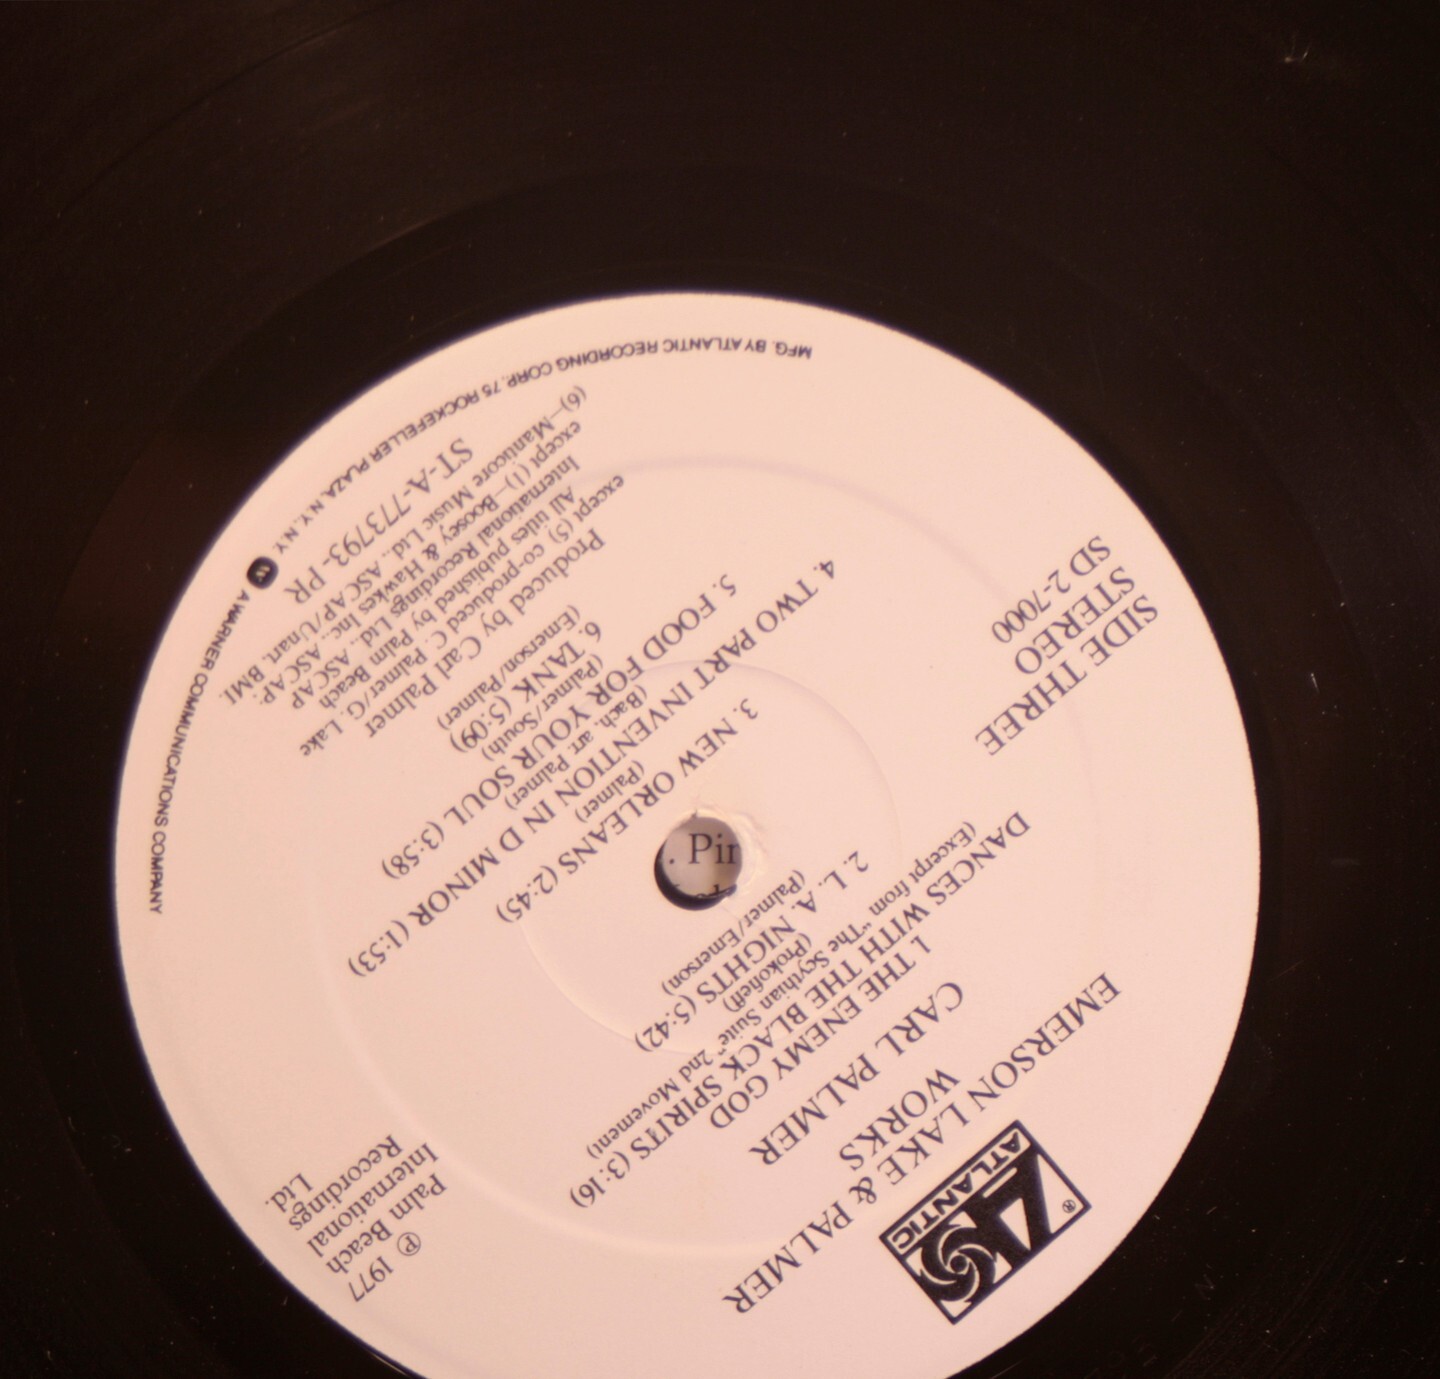 ATLANTIC
®
EMERSON LAKE & PALMER
WORKS
CARL PALMER
SIDE THREE
STEREO
SD 2-7000
℗ 1977
Palm Beach
International
Recordings
Ltd.
1. THE ENEMY GOD
DANCES WITH THE BLACK SPIRITS (3:16)
(Excerpt from "The Scythian Suite" 2nd Movement)
(Prokofieff)
2. L. A. NIGHTS (5:42)
(Palmer/Emerson)
3. NEW ORLEANS (2:45)
(Palmer)
4. TWO PART INVENTION IN D MINOR (1:53)
(Bach, arr. Palmer)
5. FOOD FOR YOUR SOUL (3:58)
(Palmer/South)
6. TANK (5:09)
(Emerson/Palmer)
Produced by Carl Palmer
except (5) co-produced C. Palmer/G. Lake
All titles published by Palm Beach
International Recordings Ltd., ASCAP
except (1)—Boosey & Hawkes Inc., ASCAP.
(6)—Manticore Music Ltd., ASCAP/Unart, BMI.
ST-A-773793-PR
MFG. BY ATLANTIC RECORDING CORP., 75 ROCKEFELLER PLAZA, N.Y., N.Y. A WARNER COMMUNICATIONS COMPANY
. Pin